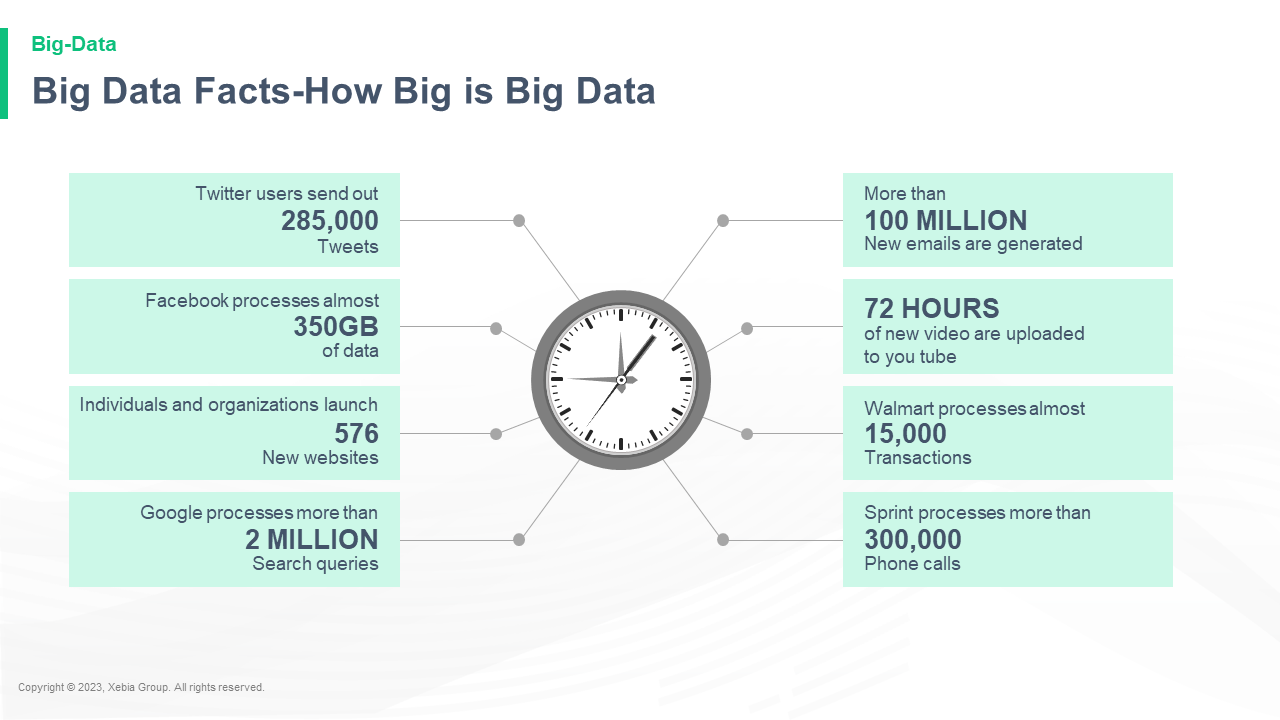 Big-Data
Big Data Facts-How Big is Big Data
Twitter users send out
285,000
Tweets
Facebook processes almost
350GB
of data
Individuals and organizations launch
576
New websites
Google processes more than
2 MILLION
Search queries
More than
100 MILLION
New emails are generated
72 HOURS
of new video are uploaded
to you tube
Walmart processes almost
15,000
Transactions
Sprint processes more than
300,000
Phone calls
Copyright © 2023, Xebia Group. All rights reserved.